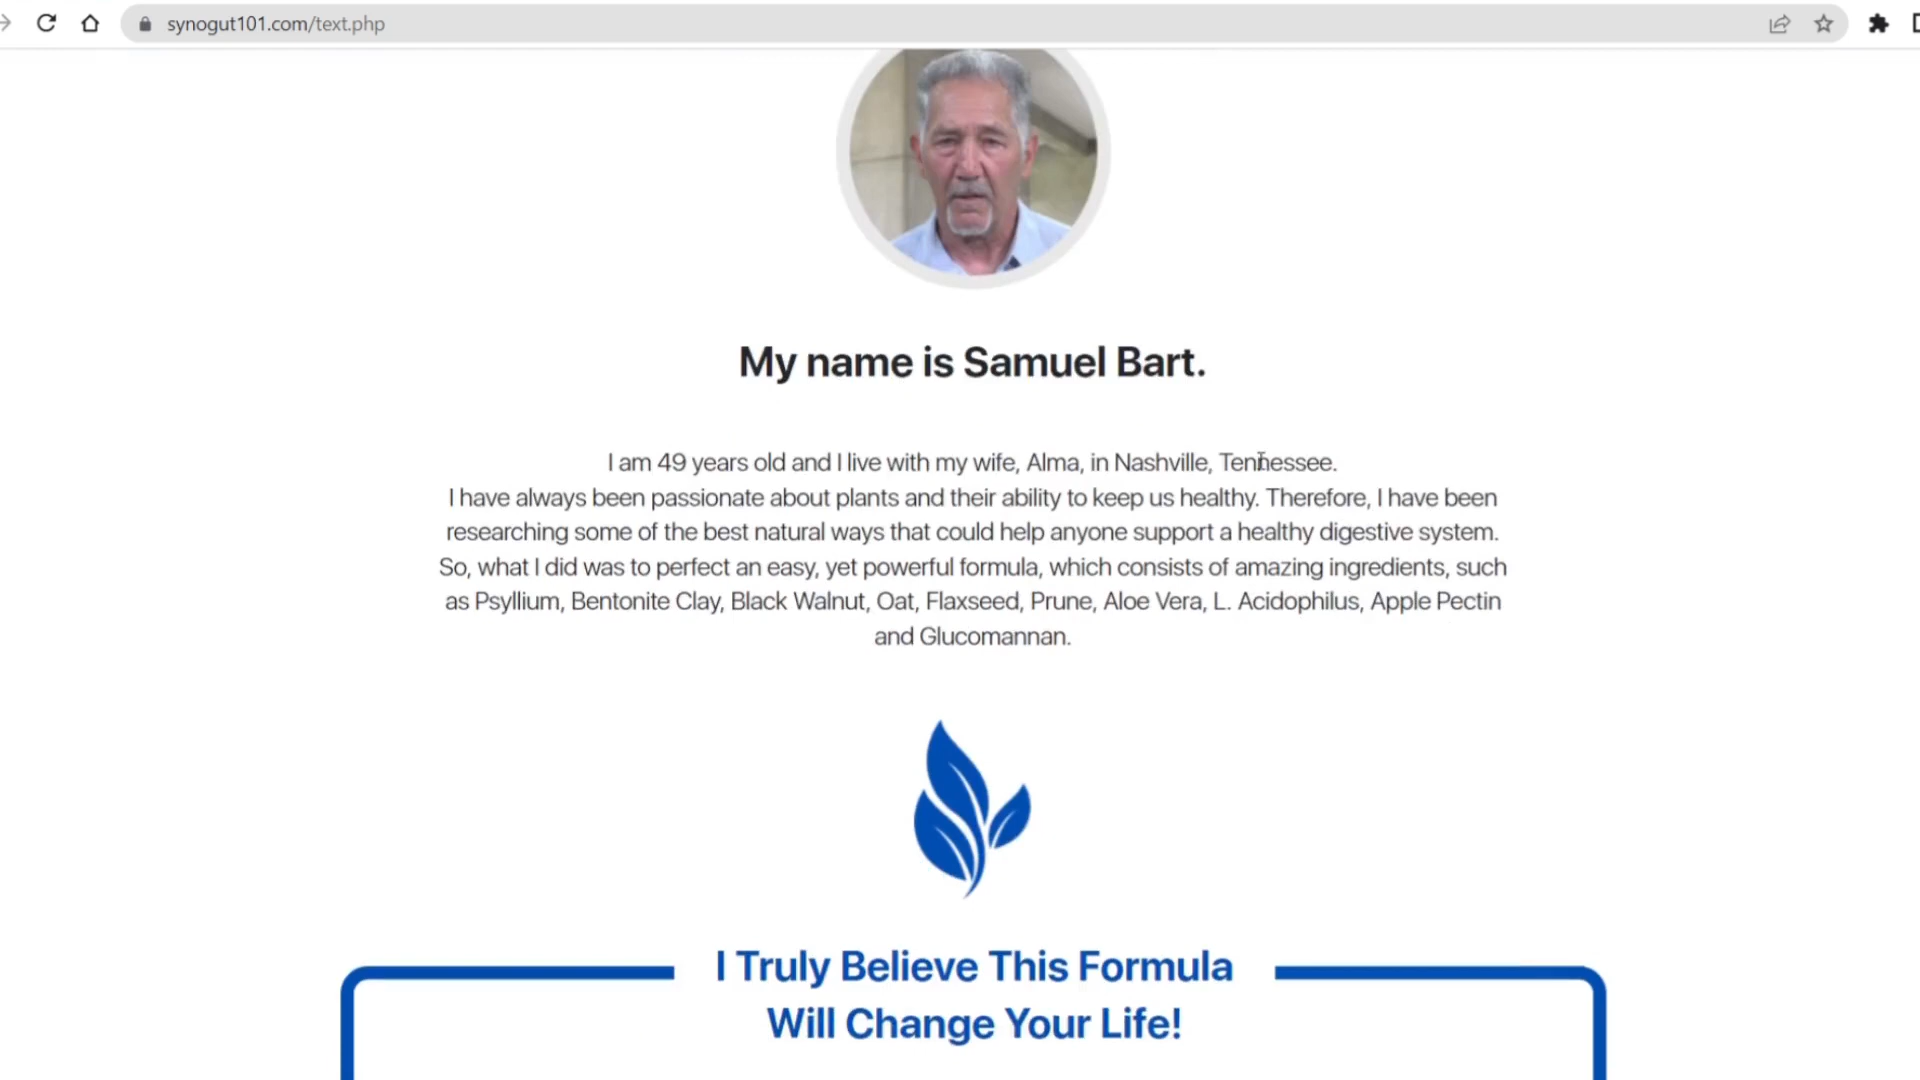 synogut101.com/text.php
My name is Samuel Bart.
I am 49 years old and I live with my wife, Alma, in Nashville, Tennessee.
I have always been passionate about plants and their ability to keep us healthy. Therefore, I have been
researching some of the best natural ways that could help anyone support a healthy digestive system.
So, what I did was to perfect an easy, yet powerful formula, which consists of amazing ingredients, such
as Psyllium, Bentonite Clay, Black Walnut, Oat, Flaxseed, Prune, Aloe Vera, L. Acidophilus, Apple Pectin
and Glucomannan.
I Truly Believe This Formula
Will Change Your Life!